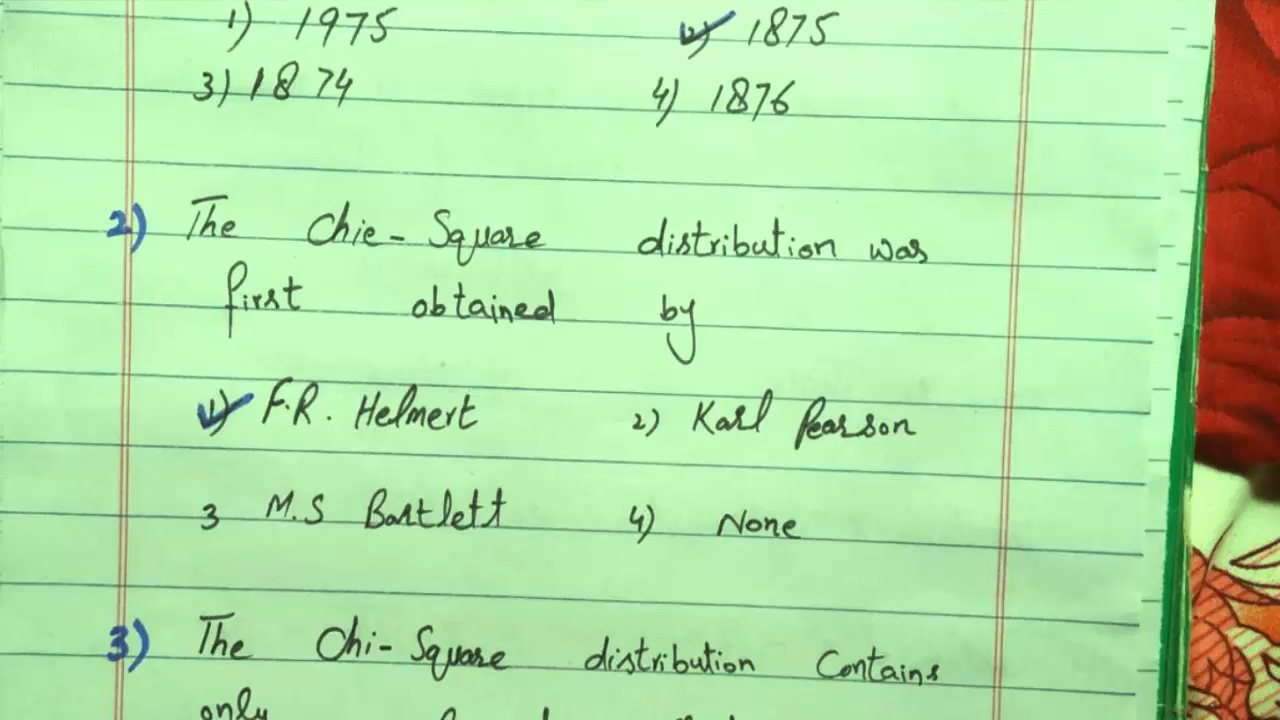 1) 1975 2) 1875
3) 1874 4) 1876
2) The Chie-Square distribution was
first obtained by
1) F.R. Helmert 2) Karl Pearson
3 M.S Bartlett 4) None
3) The Chi-Square distribution Contains
only